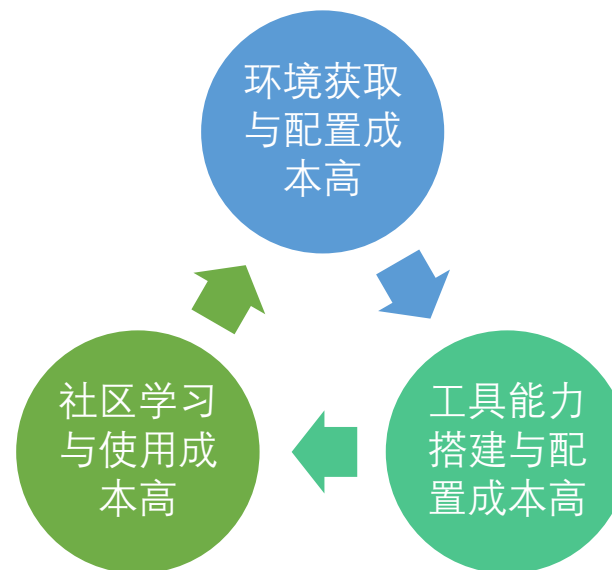 环境获取
与配置成
本高
工具能力
搭建与配
置成本高
社区学习
与使用成
本高